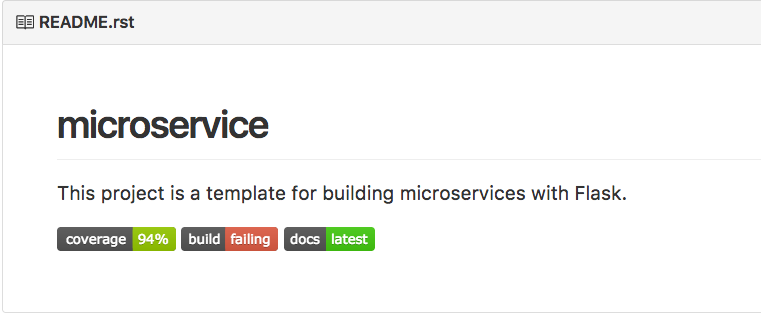 README.rst
microservice
This project is a template for building microservices with Flask.
coverage 94% build failing docs latest